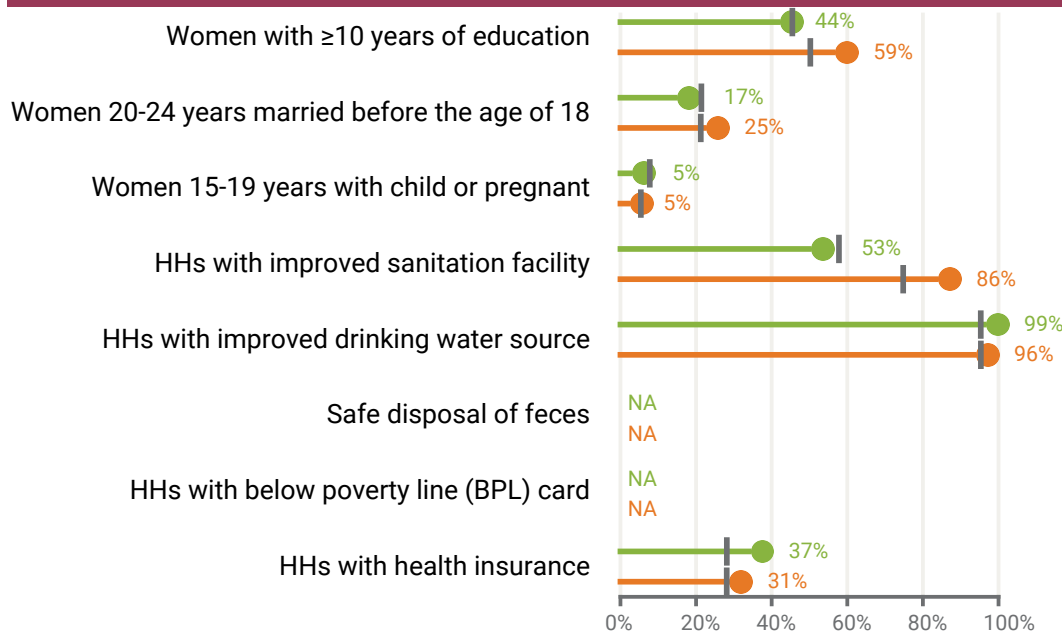 Women with ≥10 years of education
44%
59%
Women 20-24 years married before the age of 18
17%
25%
Women 15-19 years with child or pregnant
5%
5%
HHs with improved sanitation facility
53%
86%
HHs with improved drinking water source
99%
96%
Safe disposal of feces
NA
NA
HHs with below poverty line (BPL) card
NA
NA
HHs with health insurance
37%
31%
0% 20% 40% 60% 80% 100%